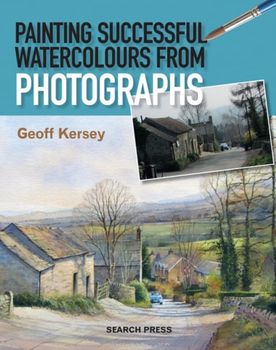 PAINTING SUCCESSFUL
WATERCOLOURS FROM
PHOTOGRAPHS
Geoff Kersey
SEARCH PRESS